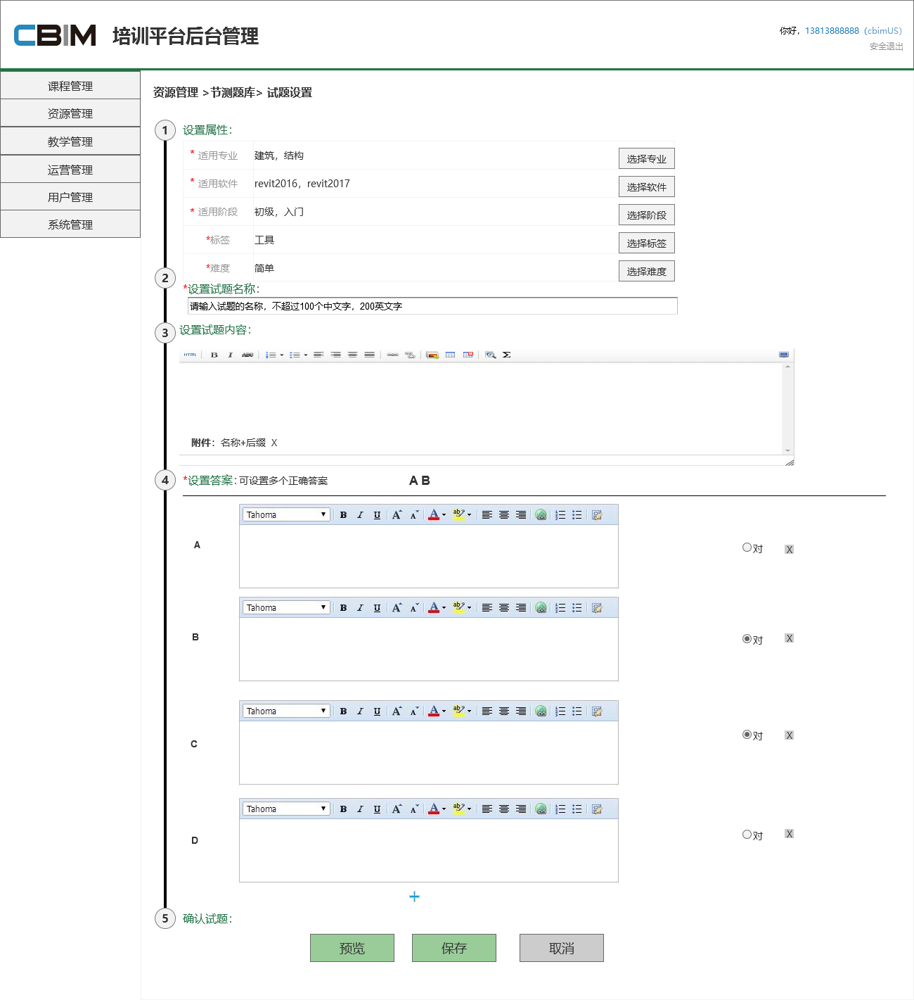 CBIM 培训平台后台管理
你好，13813888888（cbimUS）
安全退出
课程管理
资源管理
教学管理
运营管理
用户管理
系统管理
资源管理 >节测题库> 试题设置
1 设置属性：
* 适用专业 建筑，结构 选择专业
* 适用软件 revit2016，revit2017 选择软件
* 适用阶段 初级，入门 选择阶段
*标签 工具 选择标签
*难度 简单 选择难度
2 *设置试题名称：
请输入试题的名称，不超过100个中文字，200英文字
3 设置试题内容：
HTML B I ABC Σ
附件：名称+后缀 X
4 *设置答案：可设置多个正确答案 A B
Tahoma B I U A A A ab
A 对 X
Tahoma B I U A A A ab
B 对 X
Tahoma B I U A A A ab
C 对 X
Tahoma B I U A A A ab
D 对 X
+
5 确认试题：
预览 保存 取消